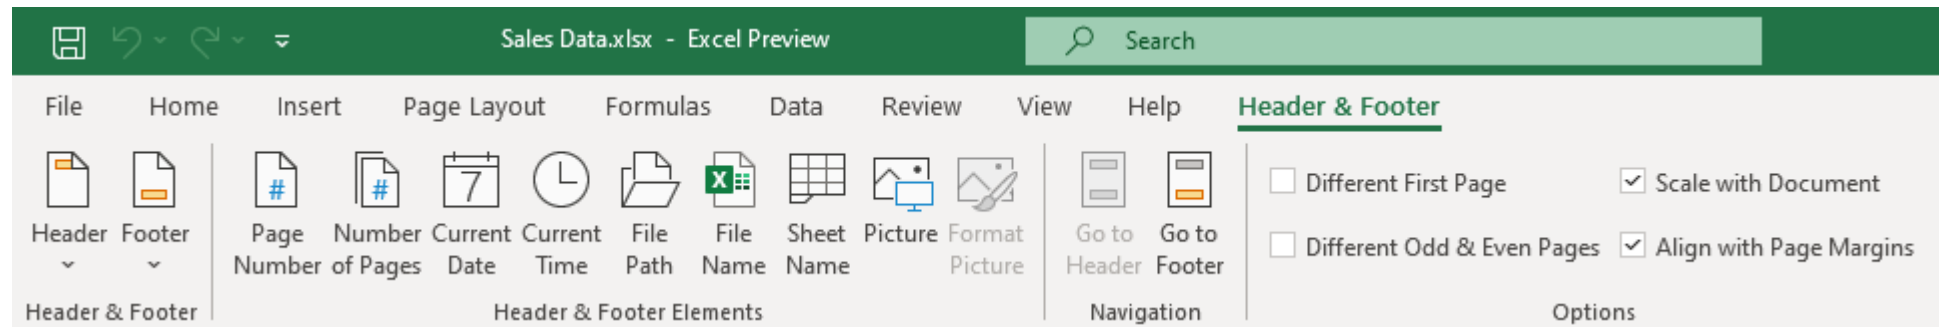 Sales Data.xlsx - Excel Preview
Search
File Home Insert Page Layout Formulas Data Review View Help Header & Footer
7
Header
Footer
# Page
Number
# Number
of Pages
Current
Date
Current
Time
File
Path
X File
Name
Sheet
Name
Picture
Format
Picture
Go to
Header
Go to
Footer
Different First Page
Different Odd & Even Pages
Scale with Document
Align with Page Margins
Header & Footer
Header & Footer Elements
Navigation
Options